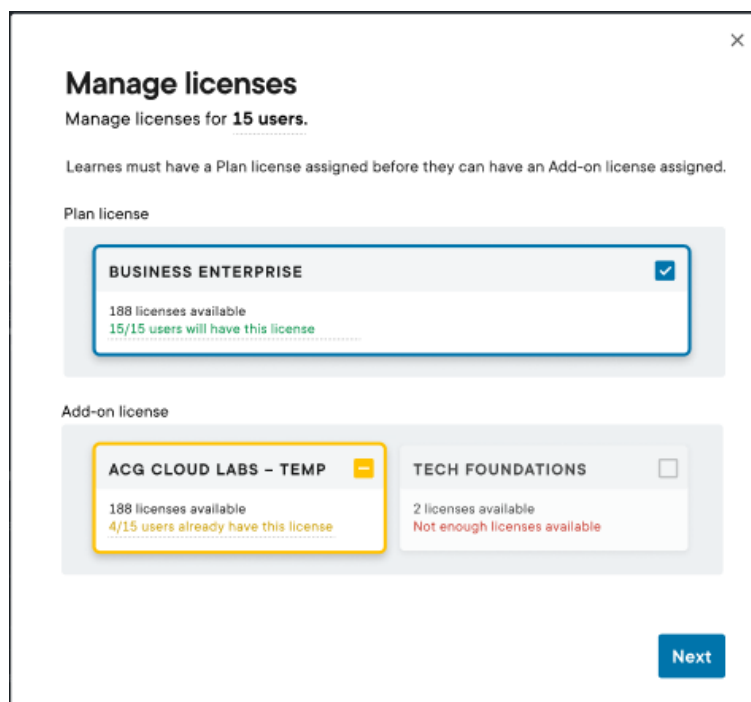 Manage licenses
Manage licenses for 15 users.
Learnes must have a Plan license assigned before they can have an Add-on license assigned.
Plan license
BUSINESS ENTERPRISE
188 licenses available
15/15 users will have this license
Add-on license
ACG CLOUD LABS – TEMP
188 licenses available
4/15 users already have this license
TECH FOUNDATIONS
2 licenses available
Not enough licenses available
Next